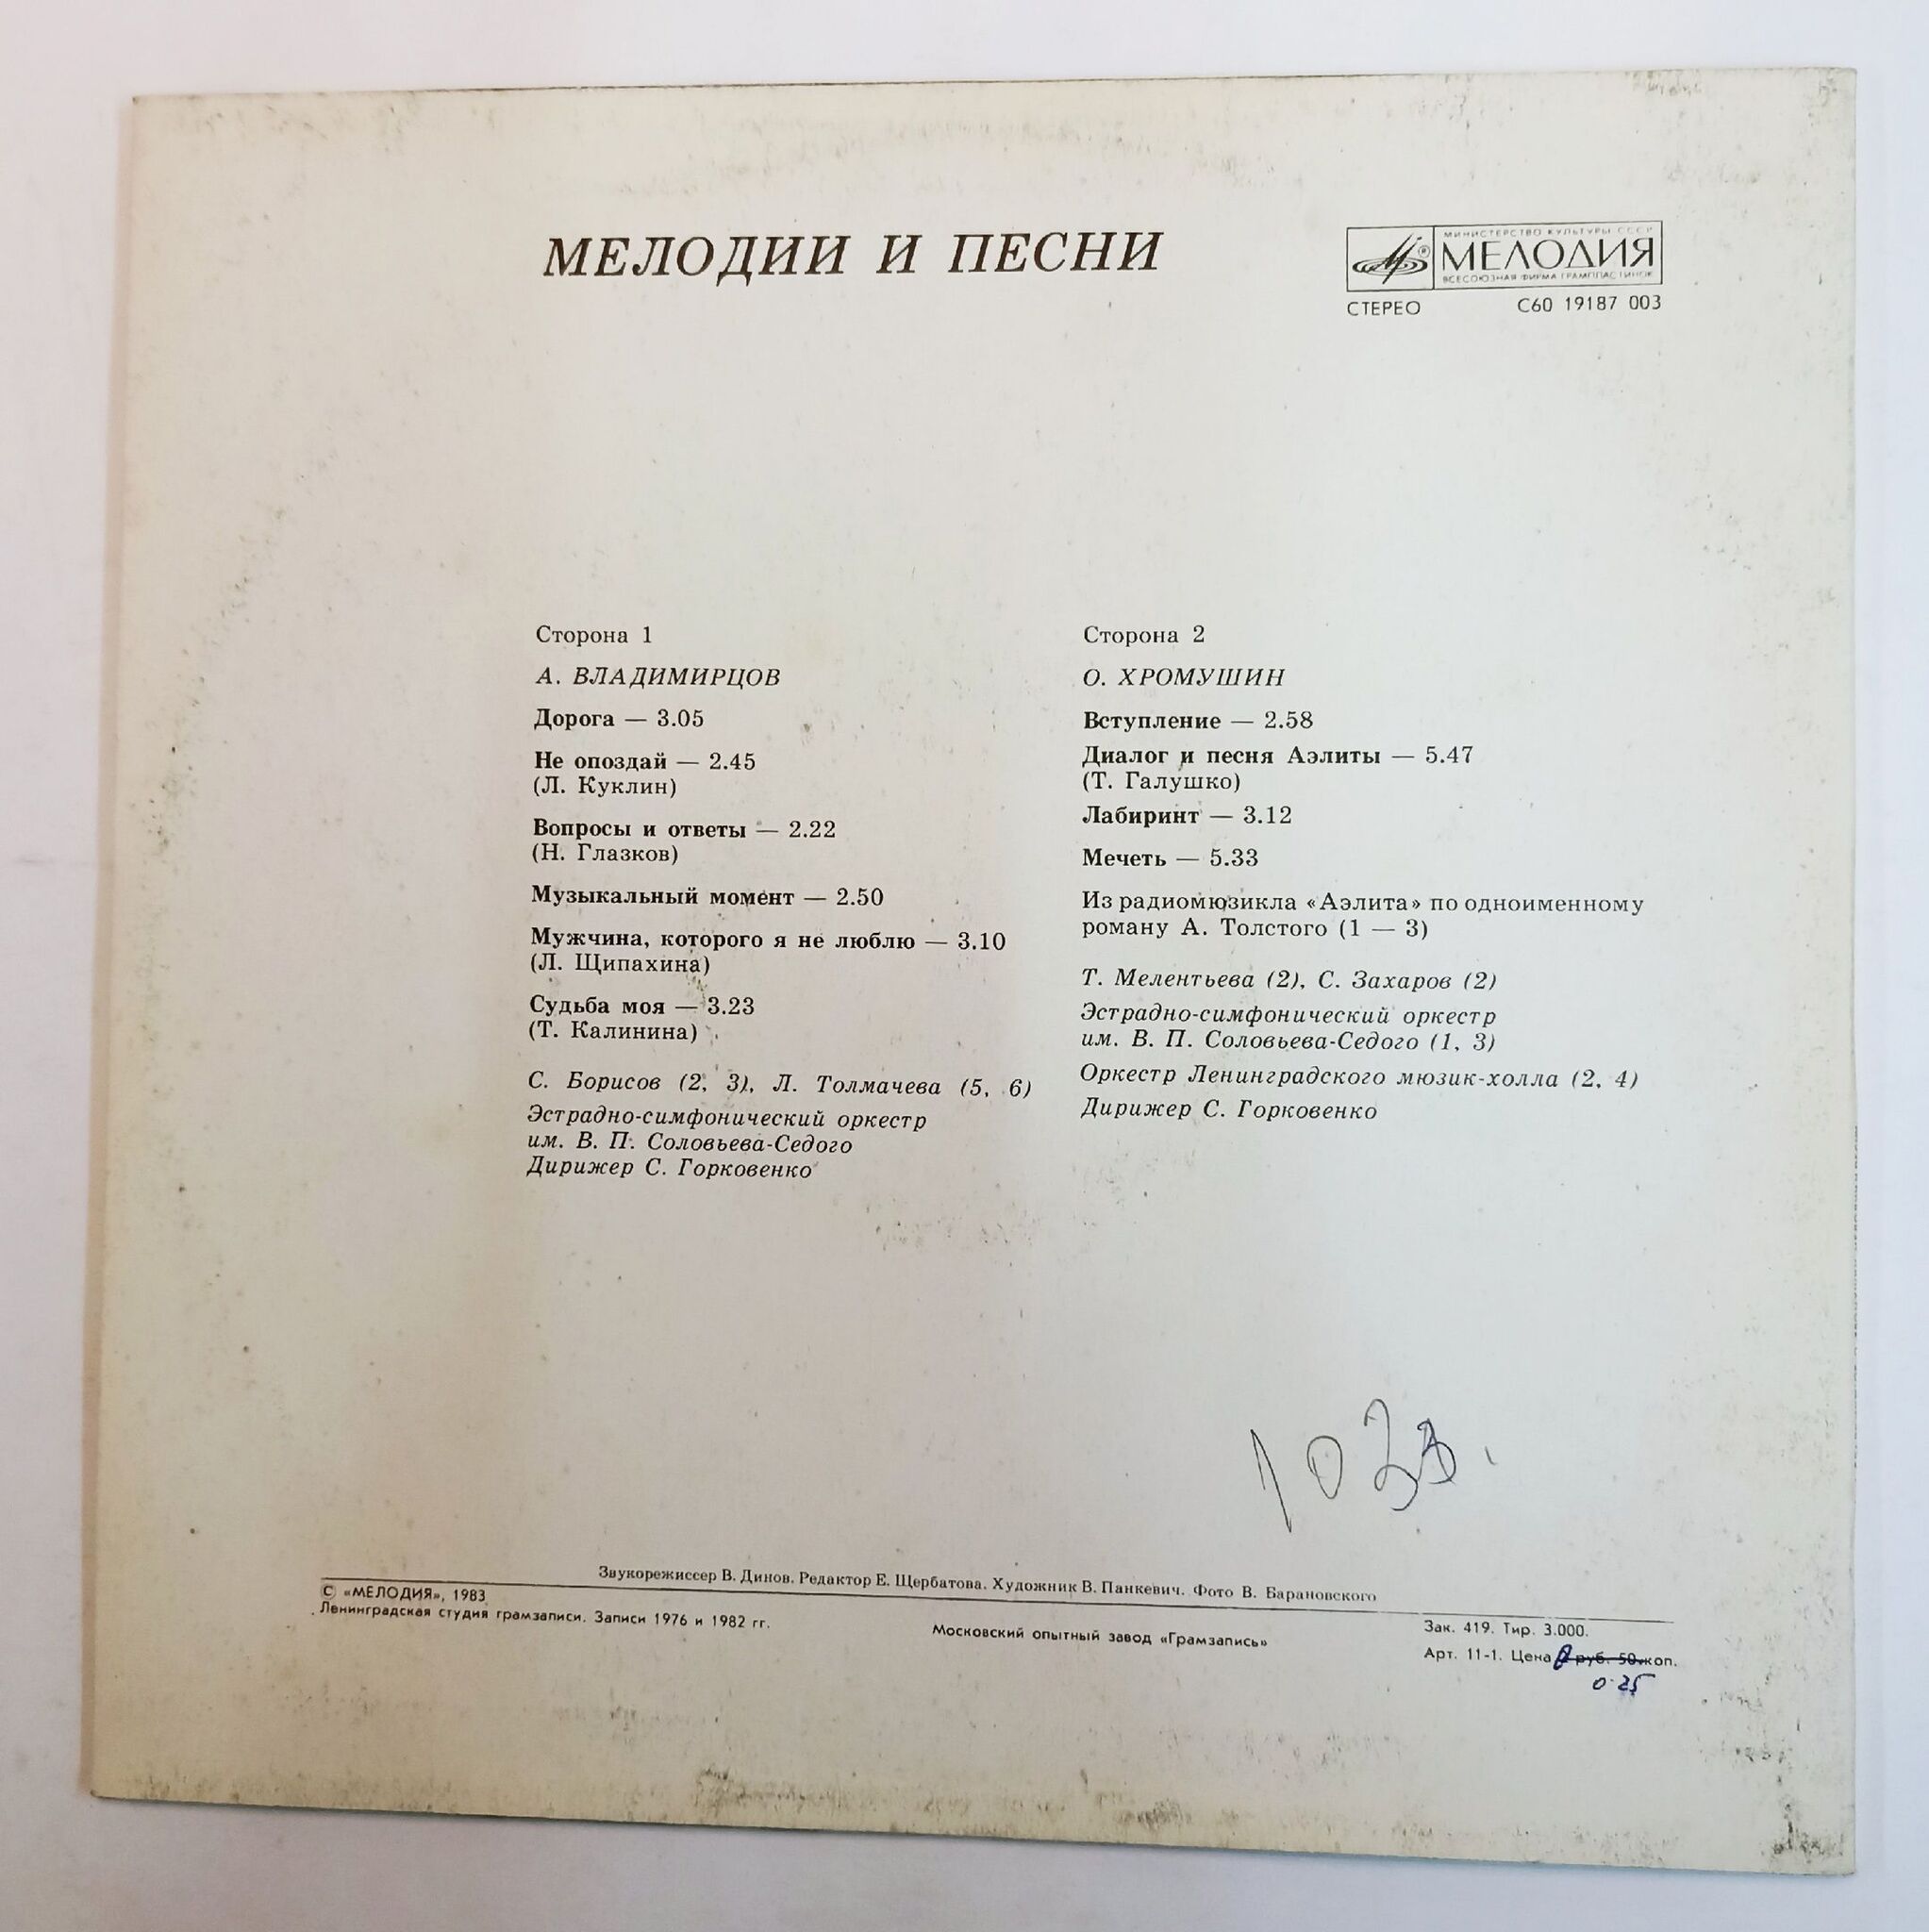 МЕЛОДИИ И ПЕСНИ
МИНИСТЕРСТВО КУЛЬТУРЫ СССР
МЕЛОДИЯ
ВСЕСОЮЗНАЯ ФИРМА ГРАМПЛАСТИНОК
СТЕРЕО С60 19187 003
Сторона 1
А. ВЛАДИМИРЦОВ
Дорога — 3.05
Не опоздай — 2.45
(Л. Куклин)
Вопросы и ответы — 2.22
(Н. Глазков)
Музыкальный момент — 2.50
Мужчина, которого я не люблю — 3.10
(Л. Щипахина)
Судьба моя — 3.23
(Т. Калинина)
С. Борисов (2, 3), Л. Толмачева (5, 6)
Эстрадно-симфонический оркестр
им. В. П. Соловьева-Седого
Дирижер С. Горковенко
Сторона 2
О. ХРОМУШИН
Вступление — 2.58
Диалог и песня Аэлиты — 5.47
(Т. Галушко)
Лабиринт — 3.12
Мечеть — 5.33
Из радиомюзикла «Аэлита» по одноименному
роману А. Толстого (1 — 3)
Т. Мелентьева (2), С. Захаров (2)
Эстрадно-симфонический оркестр
им. В. П. Соловьева-Седого (1, 3)
Оркестр Ленинградского мюзик-холла (2, 4)
Дирижер С. Горковенко
Звукорежиссер В. Динов. Редактор Е. Щербатова. Художник В. Панкевич. Фото В. Барановского
© «МЕЛОДИЯ», 1983
Ленинградская студия грамзаписи. Записи 1976 и 1982 гг.
Московский опытный завод «Грамзапись»
Зак. 419. Тир. 3.000.
Арт. 11-1. Цена руб. 50 коп.
0.25